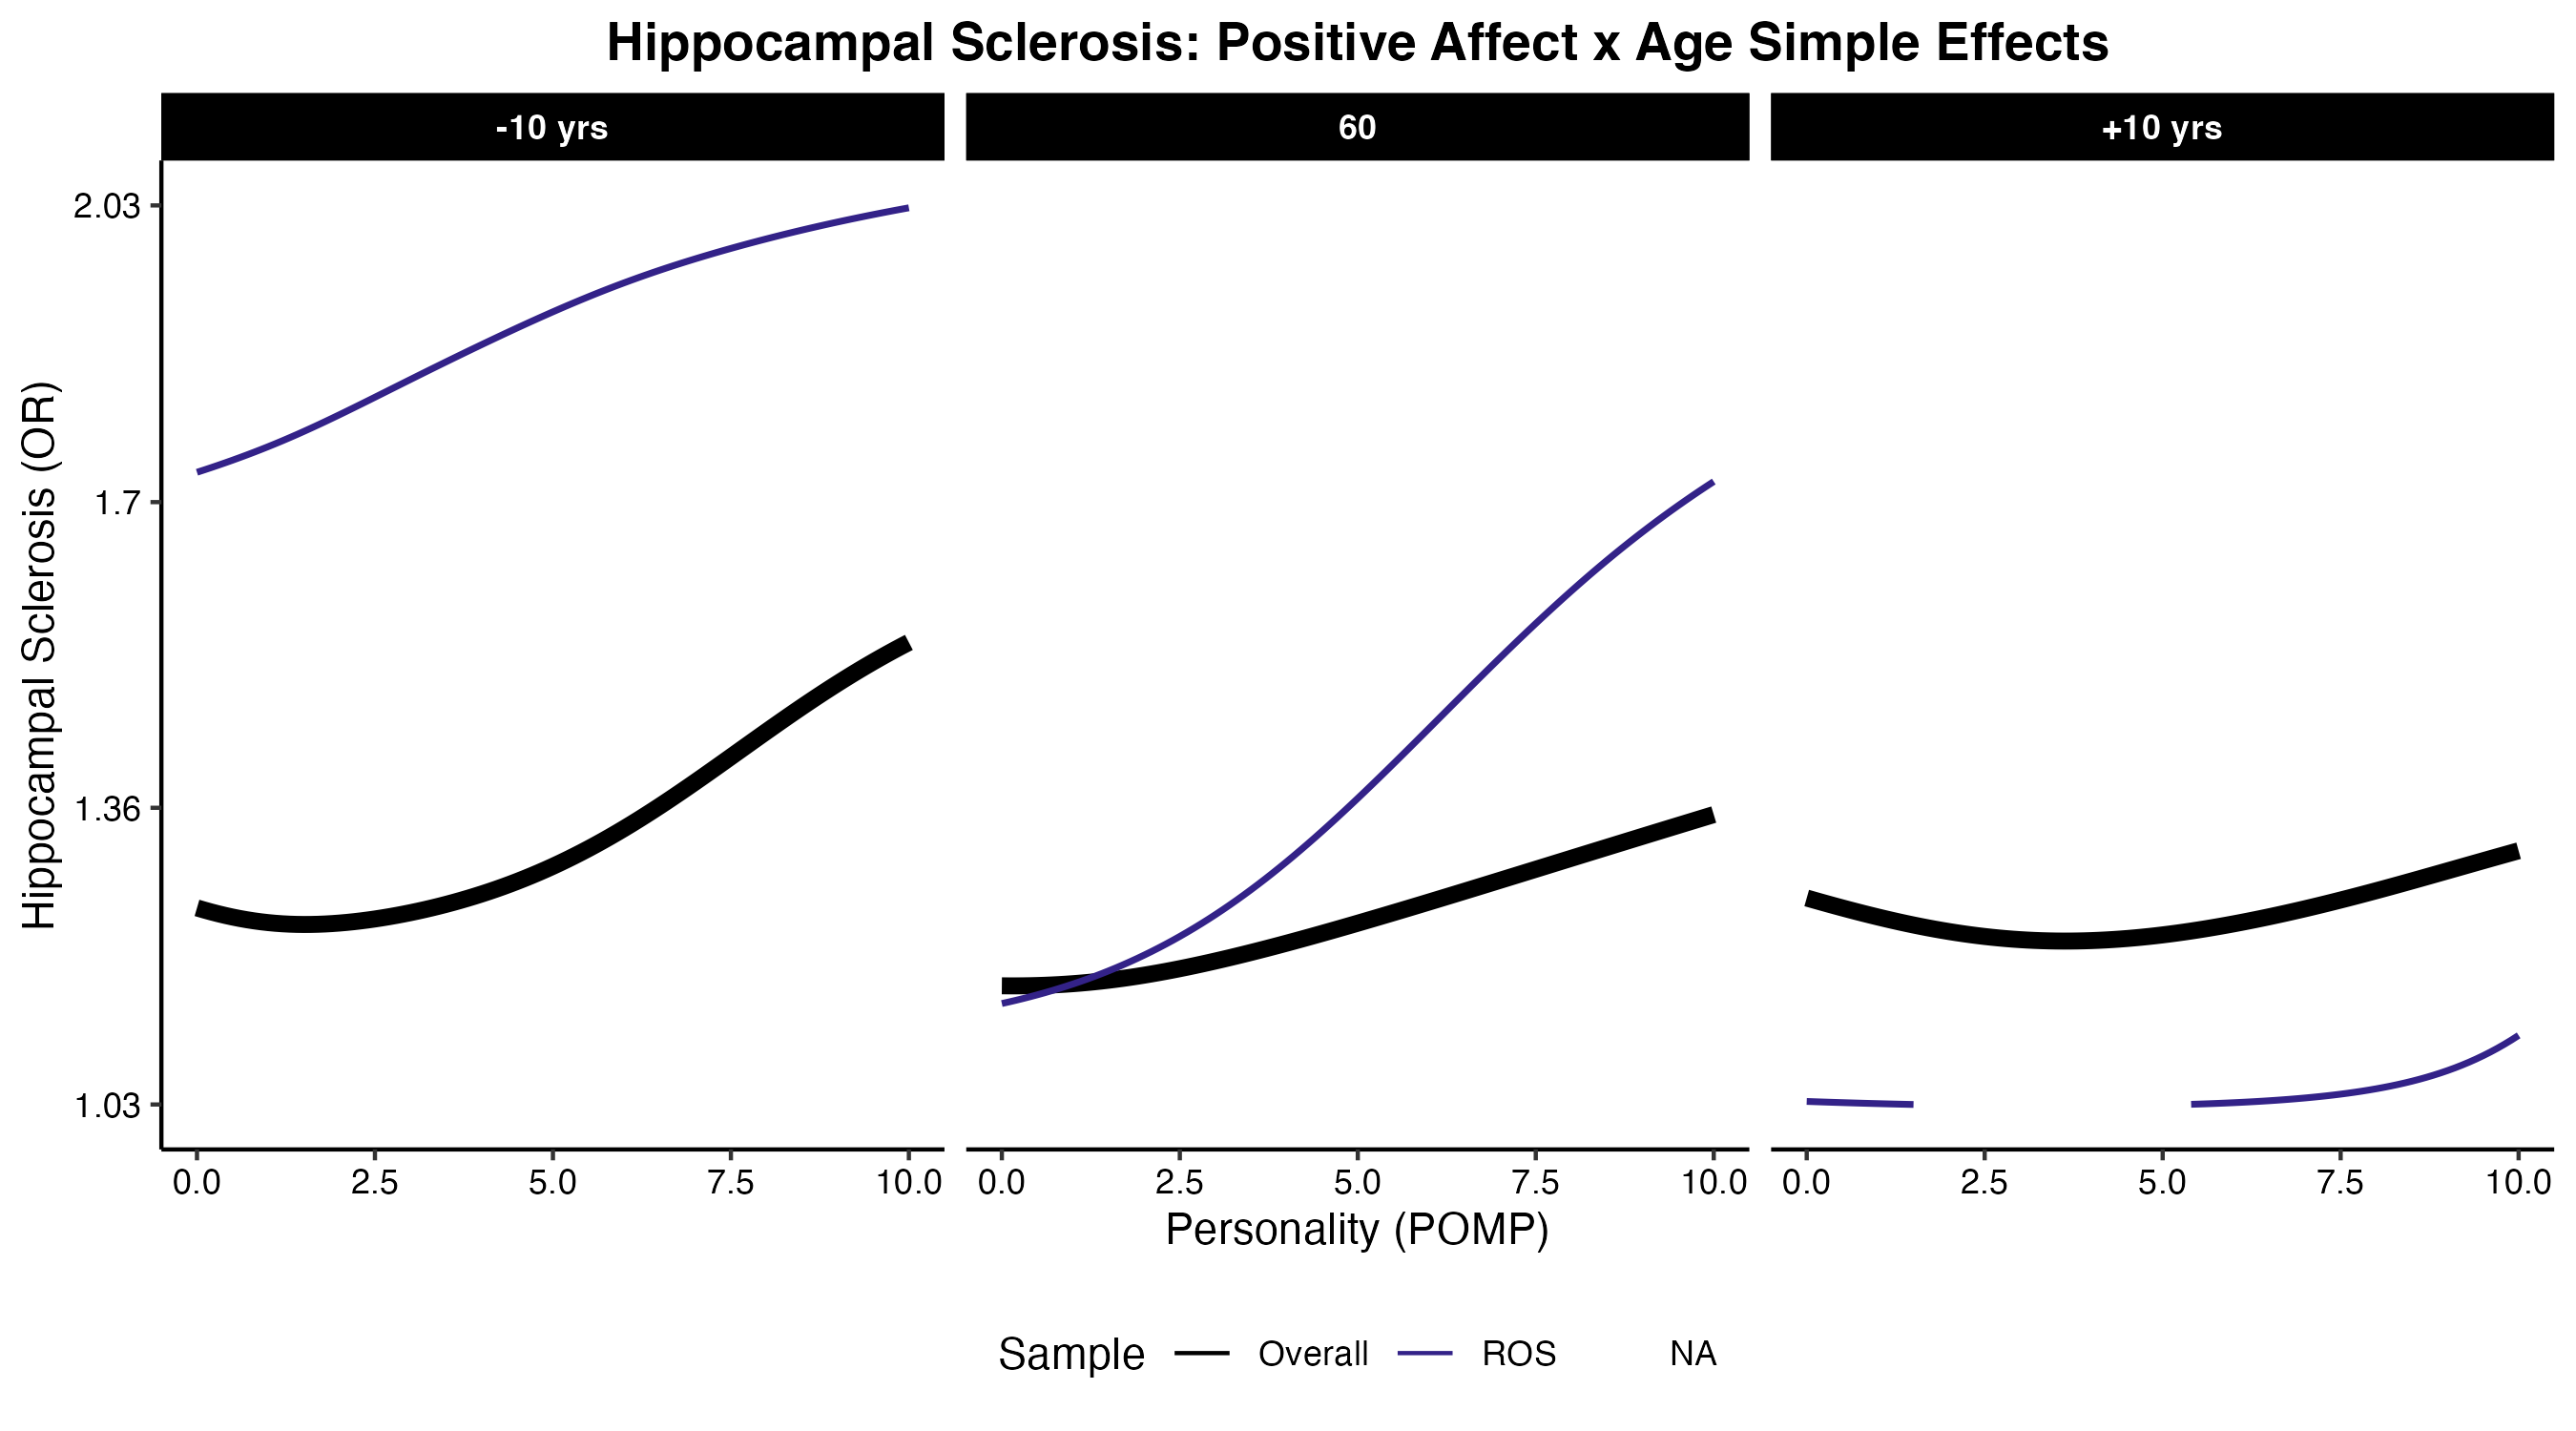 Hippocampal Sclerosis: Positive Affect x Age Simple Effects
-10 yrs
60
+10 yrs
Hippocampal Sclerosis (OR)
2.03
1.7
1.36
1.03
0.0 2.5 5.0 7.5 10.0
0.0 2.5 5.0 7.5 10.0
0.0 2.5 5.0 7.5 10.0
Personality (POMP)
Sample Overall ROS NA